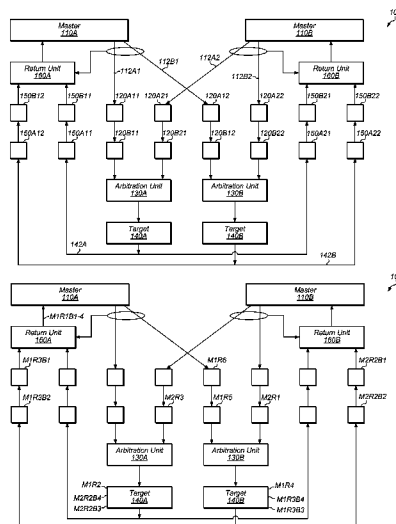 10
Master
110A
Master
110B
112B1
112A2
112A1
112B2
Return Unit
160A
Return Unit
160B
150B12
150B11
120A11
120A21
120A12
120A22
150B21
150B22
150A12
150A11
120B11
120B21
120B12
120B22
150A21
150A22
Arbitration Unit
130A
Arbitration Unit
130B
Target
140A
Target
140B
142A
142B
10
Master
110A
Master
110B
M1R1B1-4
Return Unit
160A
Return Unit
160B
M1R3B1
M1R6
M2R2B1
M1R3B2
M2R3
M1R5
M2R1
M2R2B2
Arbitration Unit
130A
Arbitration Unit
130B
M1R2
M2R2B4
M2R2B3
Target
140A
Target
140B
M1R4
M1R3B4
M1R3B3